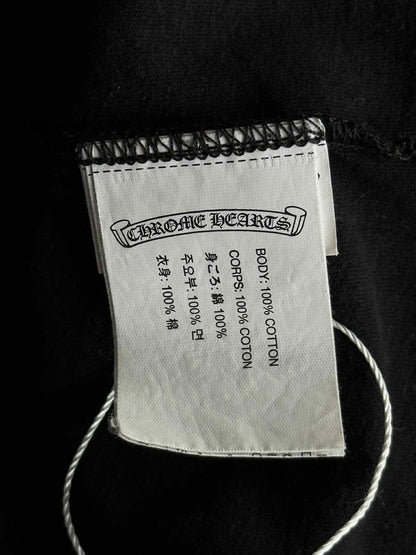 CHROME HEARTS
BODY: 100% COTTON
CORPS: 100% COTON
身ごろ: 綿 100%
주요부: 100% 면
衣身: 100% 棉